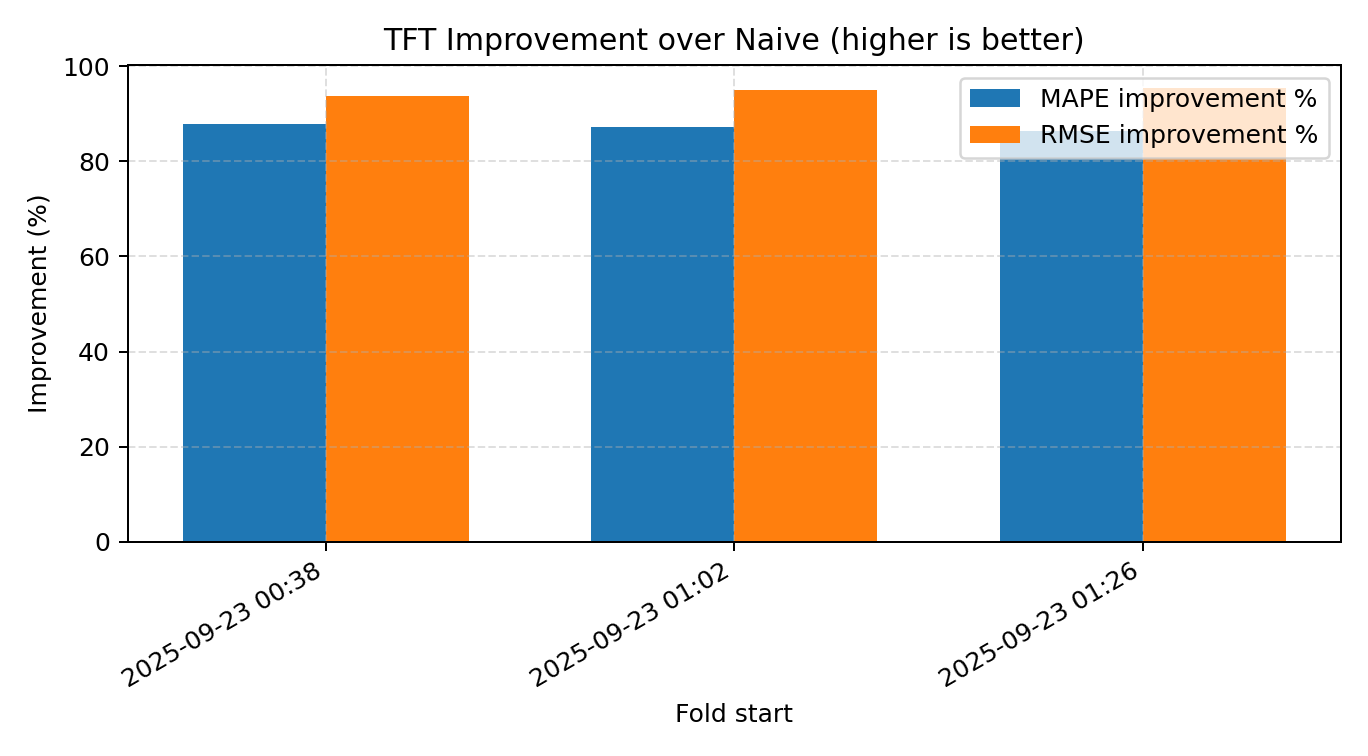 TFT Improvement over Naive (higher is better)
MAPE improvement %
RMSE improvement %
Improvement (%)
100
80
60
40
20
0
2025-09-23 00:38
2025-09-23 01:02
2025-09-23 01:26
Fold start